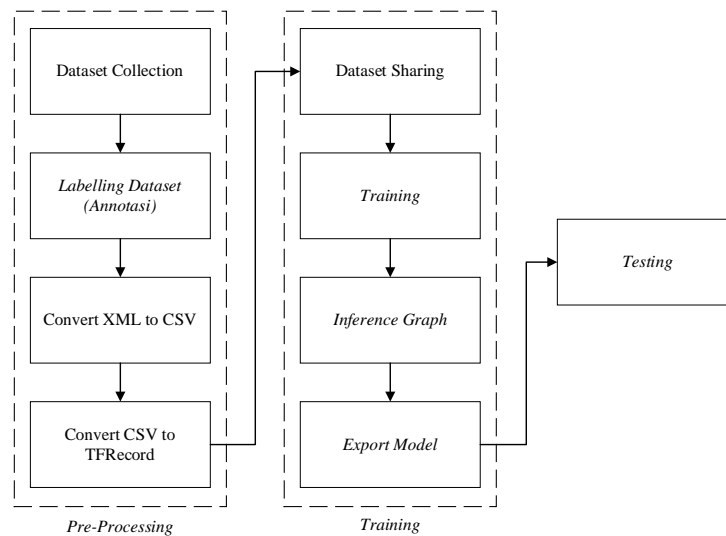 Dataset Collection
Labelling Dataset
(Annotasi)
Convert XML to CSV
Convert CSV to
TFRecord
Pre-Processing
Dataset Sharing
Training
Inference Graph
Export Model
Training
Testing